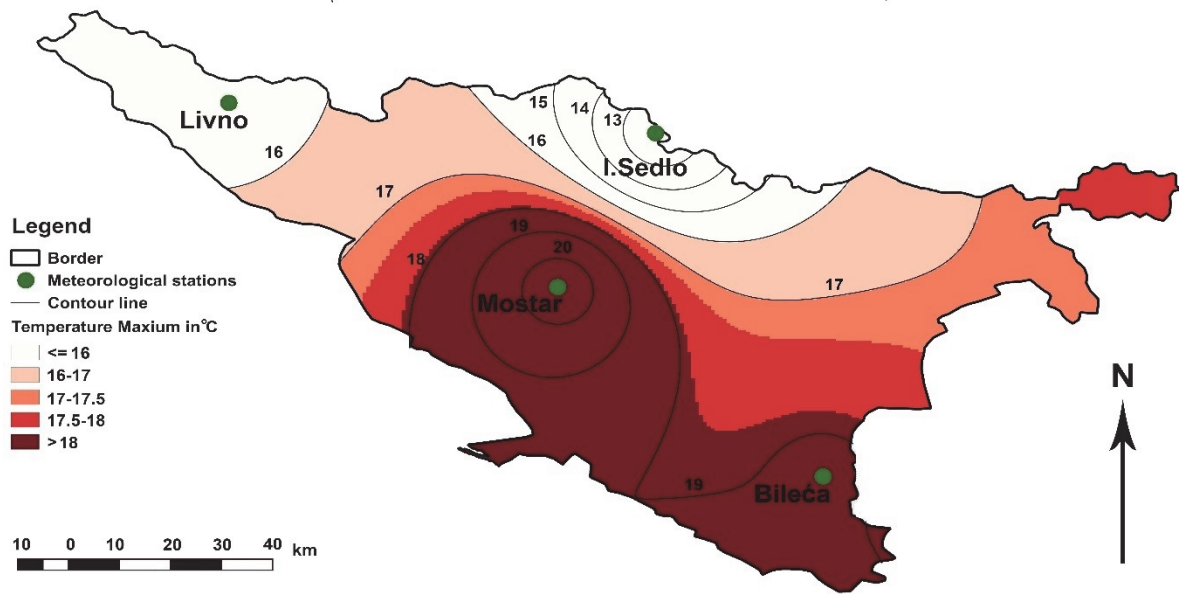 15
14
13
16
Livno
16
I.Sedlo
17
17
18
19
20
Mostar
19
Bileća
Legend
Border
Meteorological stations
Contour line
Temperature Maxium in°C
<= 16
16-17
17-17.5
17.5-18
> 18
10 0 10 20 30 40 km
N